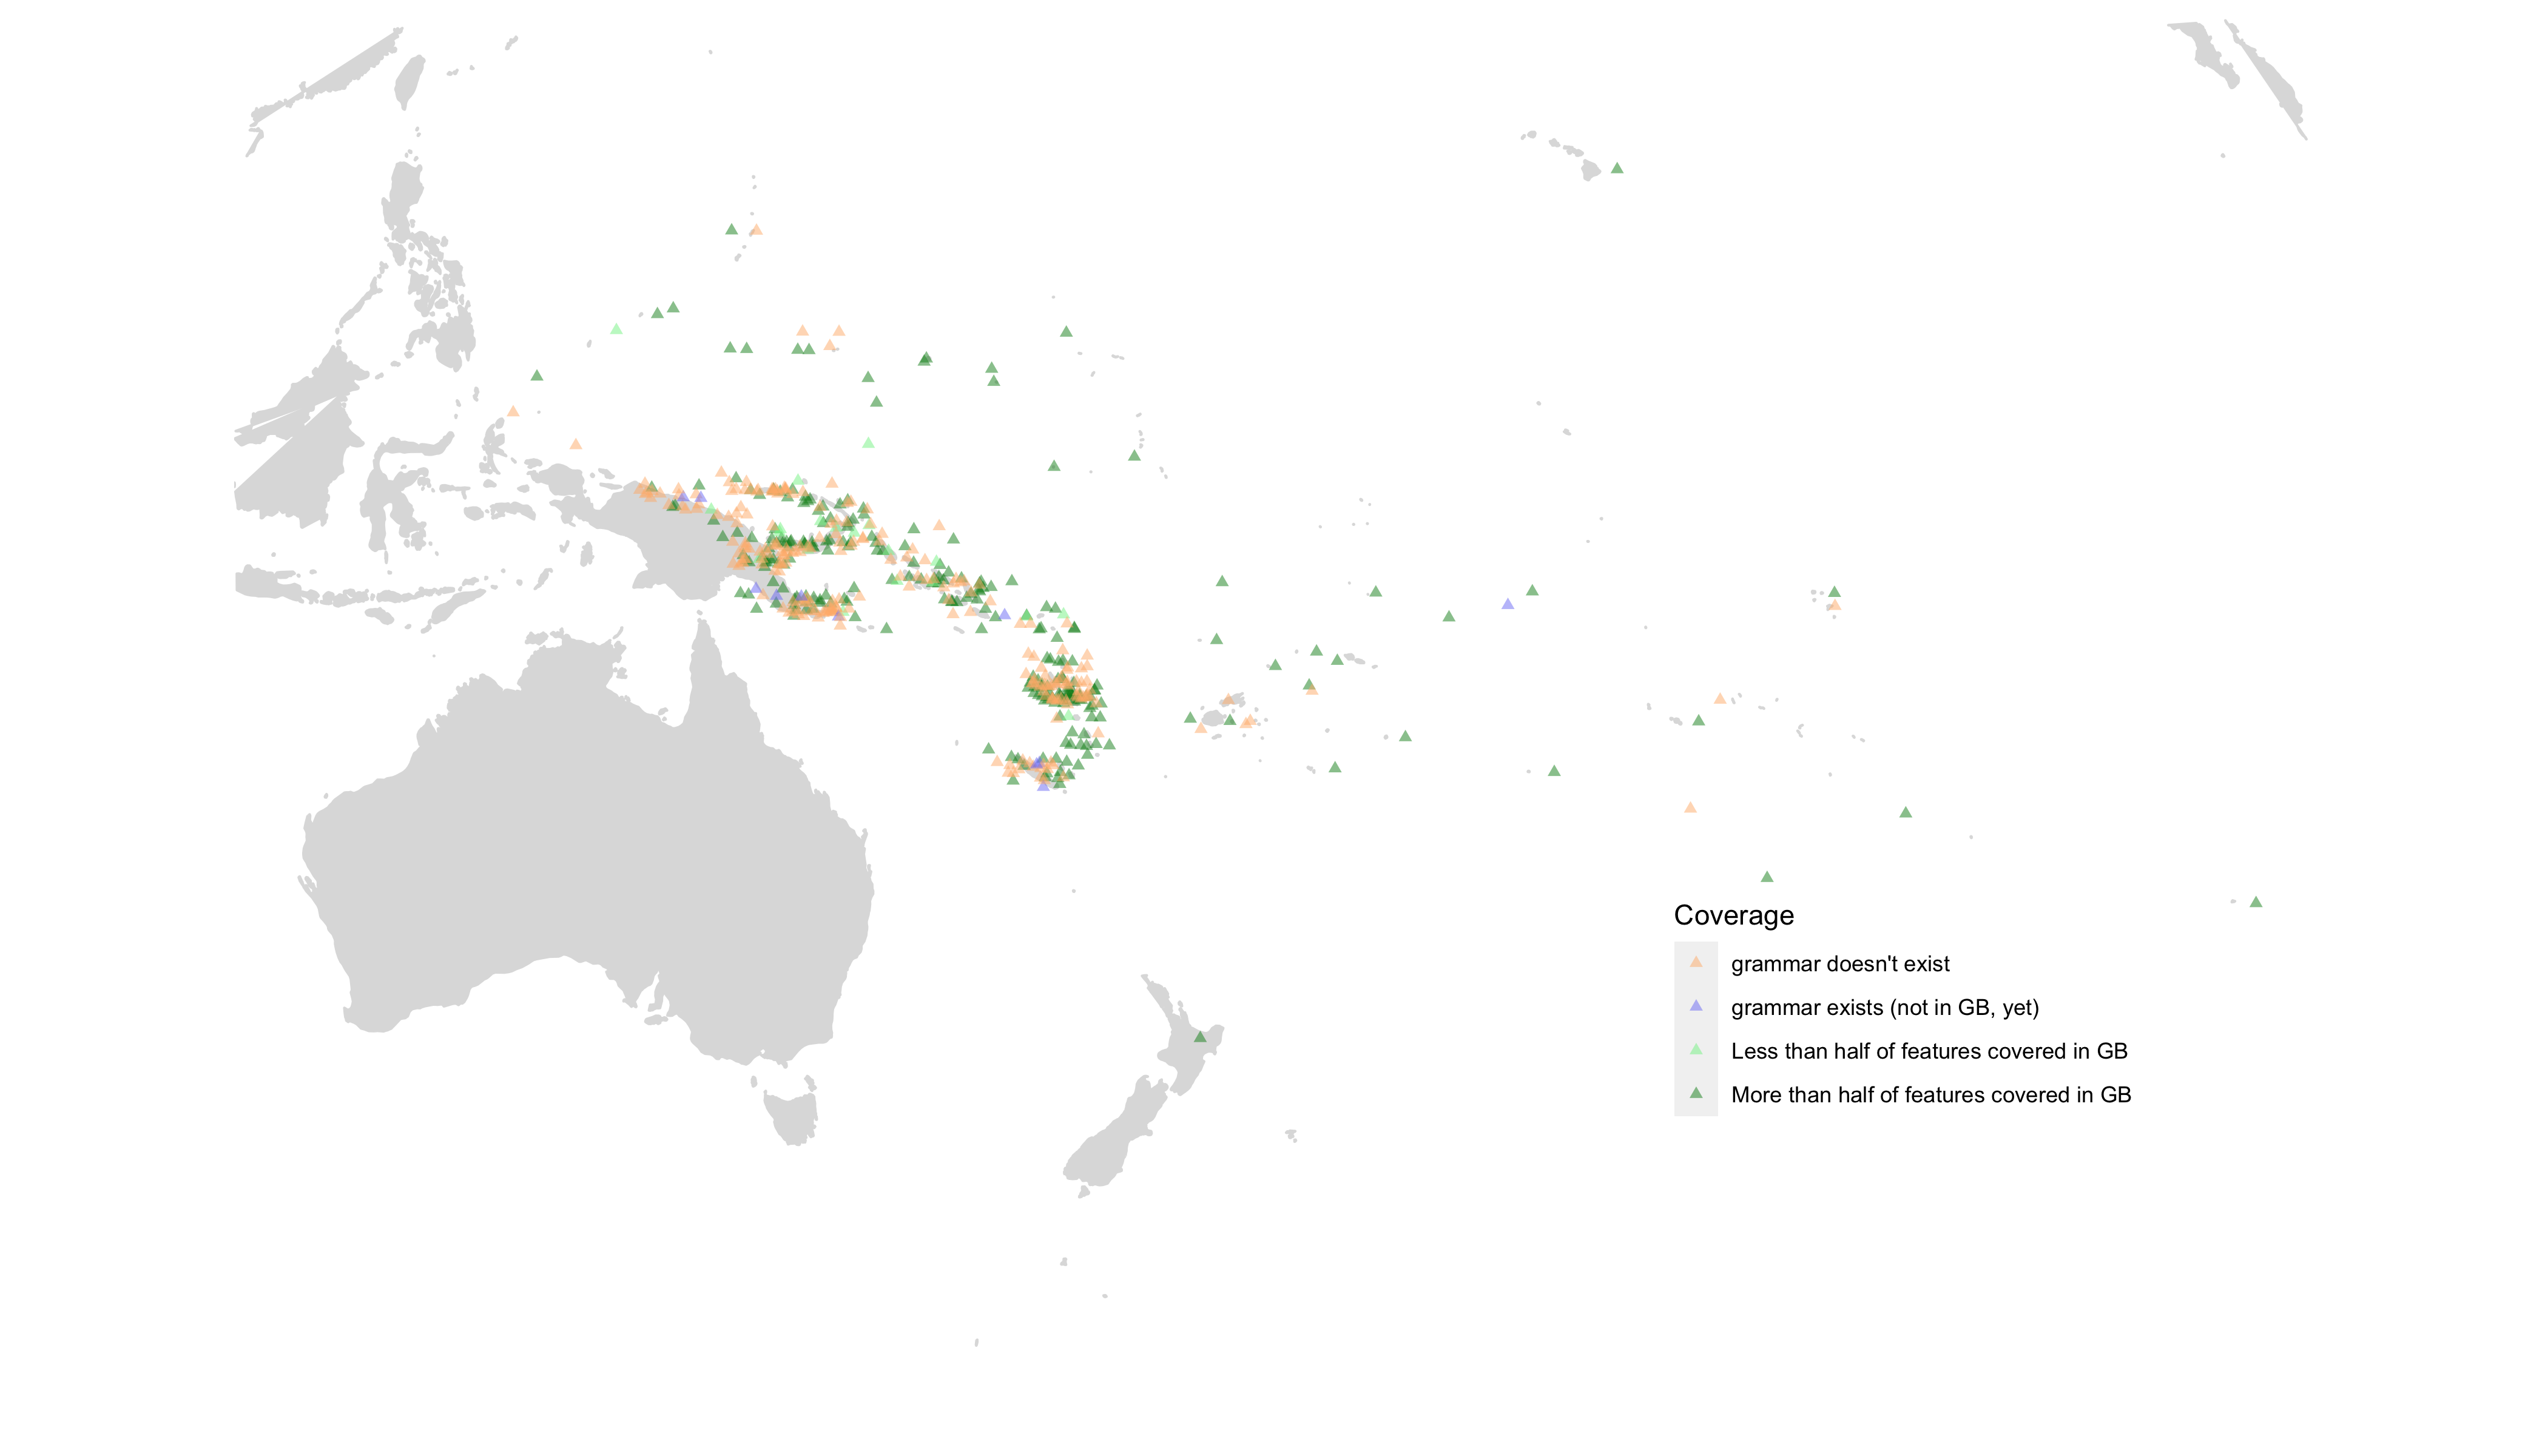 Coverage
grammar doesn't exist
grammar exists (not in GB, yet)
Less than half of features covered in GB
More than half of features covered in GB